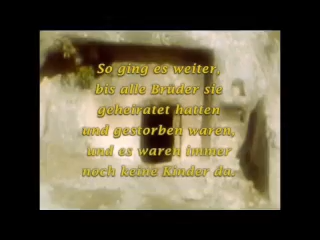 So ging es weiter,
bis alle Brüder sie
geheiratet hatten
und gestorben waren,
und es waren immer
noch keine Kinder da.